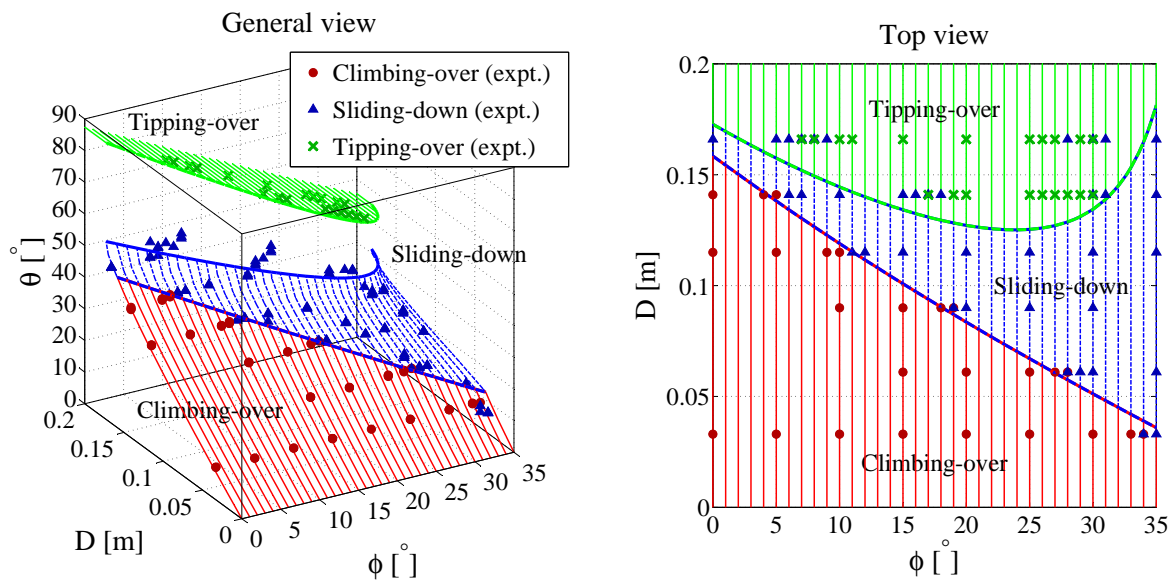 General view
Climbing-over (expt.)
Sliding-down (expt.)
Tipping-over (expt.)
Tipping-over
Sliding-down
Climbing-over
90
80
70
60
50
40
30
20
10
0
θ [°]
0.2
0.15
0.1
0.05
0
D [m]
0
5
10
15
20
25
30
35
ϕ [°]
Top view
0.2
0.15
0.1
0.05
0
D [m]
Tipping-over
Sliding-down
Climbing-over
0 5 10 15 20 25 30 35
ϕ [°]